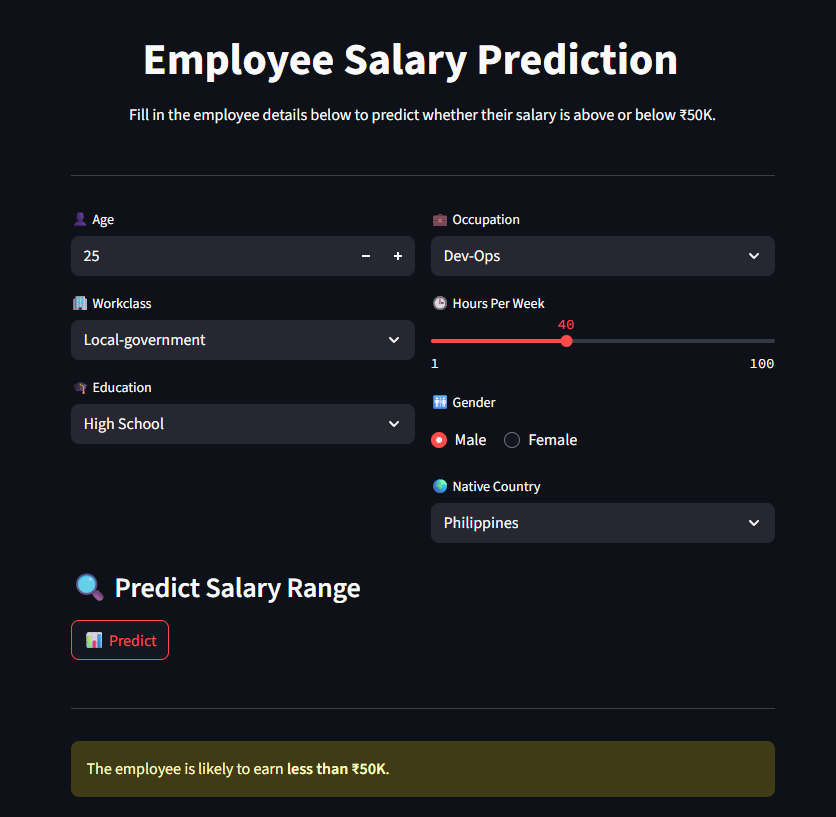 Employee Salary Prediction
Fill in the employee details below to predict whether their salary is above or below ₹50K.
Age
25
Workclass
Local-government
Education
High School
Occupation
Dev-Ops
Hours Per Week
40
1 100
Gender
Male Female
Native Country
Philippines
Predict Salary Range
Predict
The employee is likely to earn less than ₹50K.